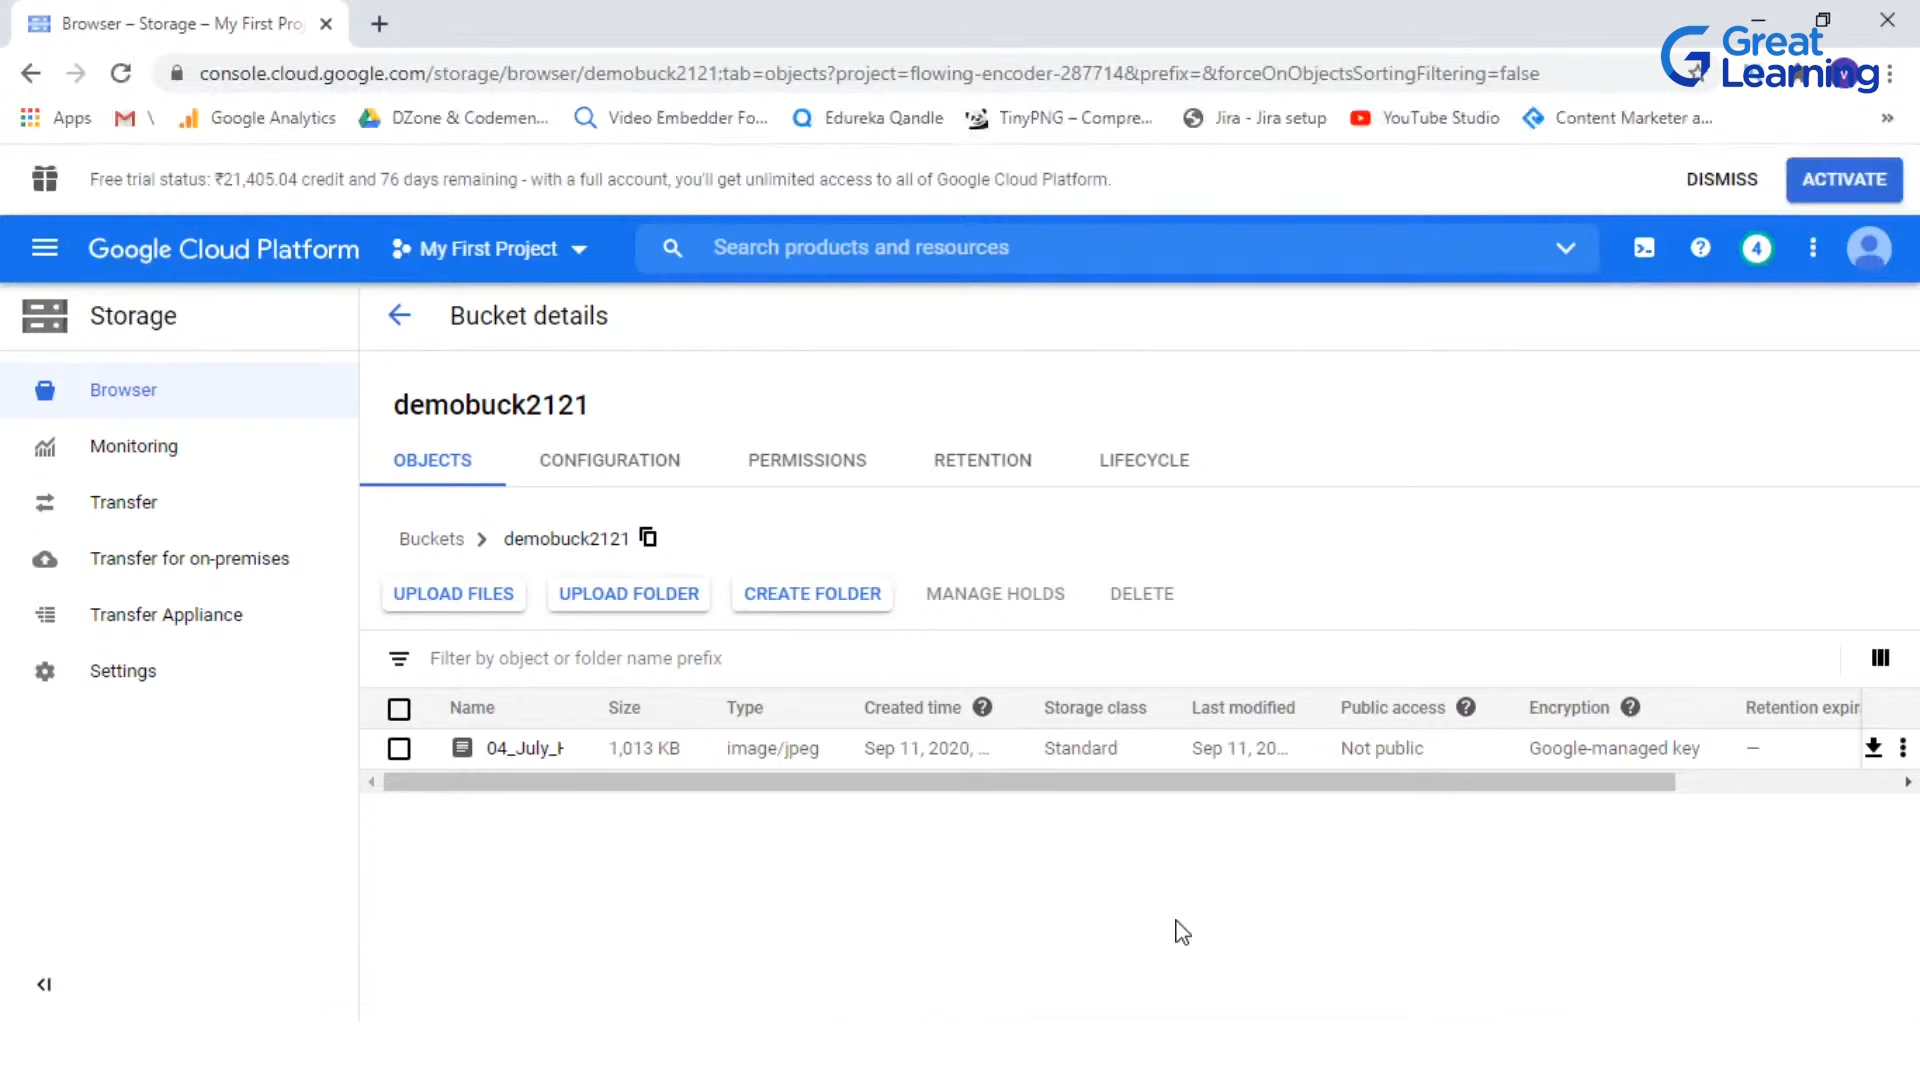 Browser – Storage – My First Pro
Great Learning
console.cloud.google.com/storage/browser/demobuck2121;tab=objects?project=flowing-encoder-287714&prefix=&forceOnObjectsSortingFiltering=false
Apps \ Google Analytics DZone & Codemen... Video Embedder Fo... Edureka Qandle TinyPNG – Compre... Jira - Jira setup YouTube Studio Content Marketer a... »
Free trial status: ₹21,405.04 credit and 76 days remaining - with a full account, you'll get unlimited access to all of Google Cloud Platform. DISMISS ACTIVATE
Google Cloud Platform My First Project Search products and resources 4
Storage Bucket details
Browser
Monitoring
Transfer
Transfer for on-premises
Transfer Appliance
Settings
demobuck2121
OBJECTS CONFIGURATION PERMISSIONS RETENTION LIFECYCLE
Buckets demobuck2121
UPLOAD FILES UPLOAD FOLDER CREATE FOLDER MANAGE HOLDS DELETE
Filter by object or folder name prefix
Name Size Type Created time Storage class Last modified Public access Encryption Retention expir
04_July_H 1,013 KB image/jpeg Sep 11, 2020, ... Standard Sep 11, 20... Not public Google-managed key —